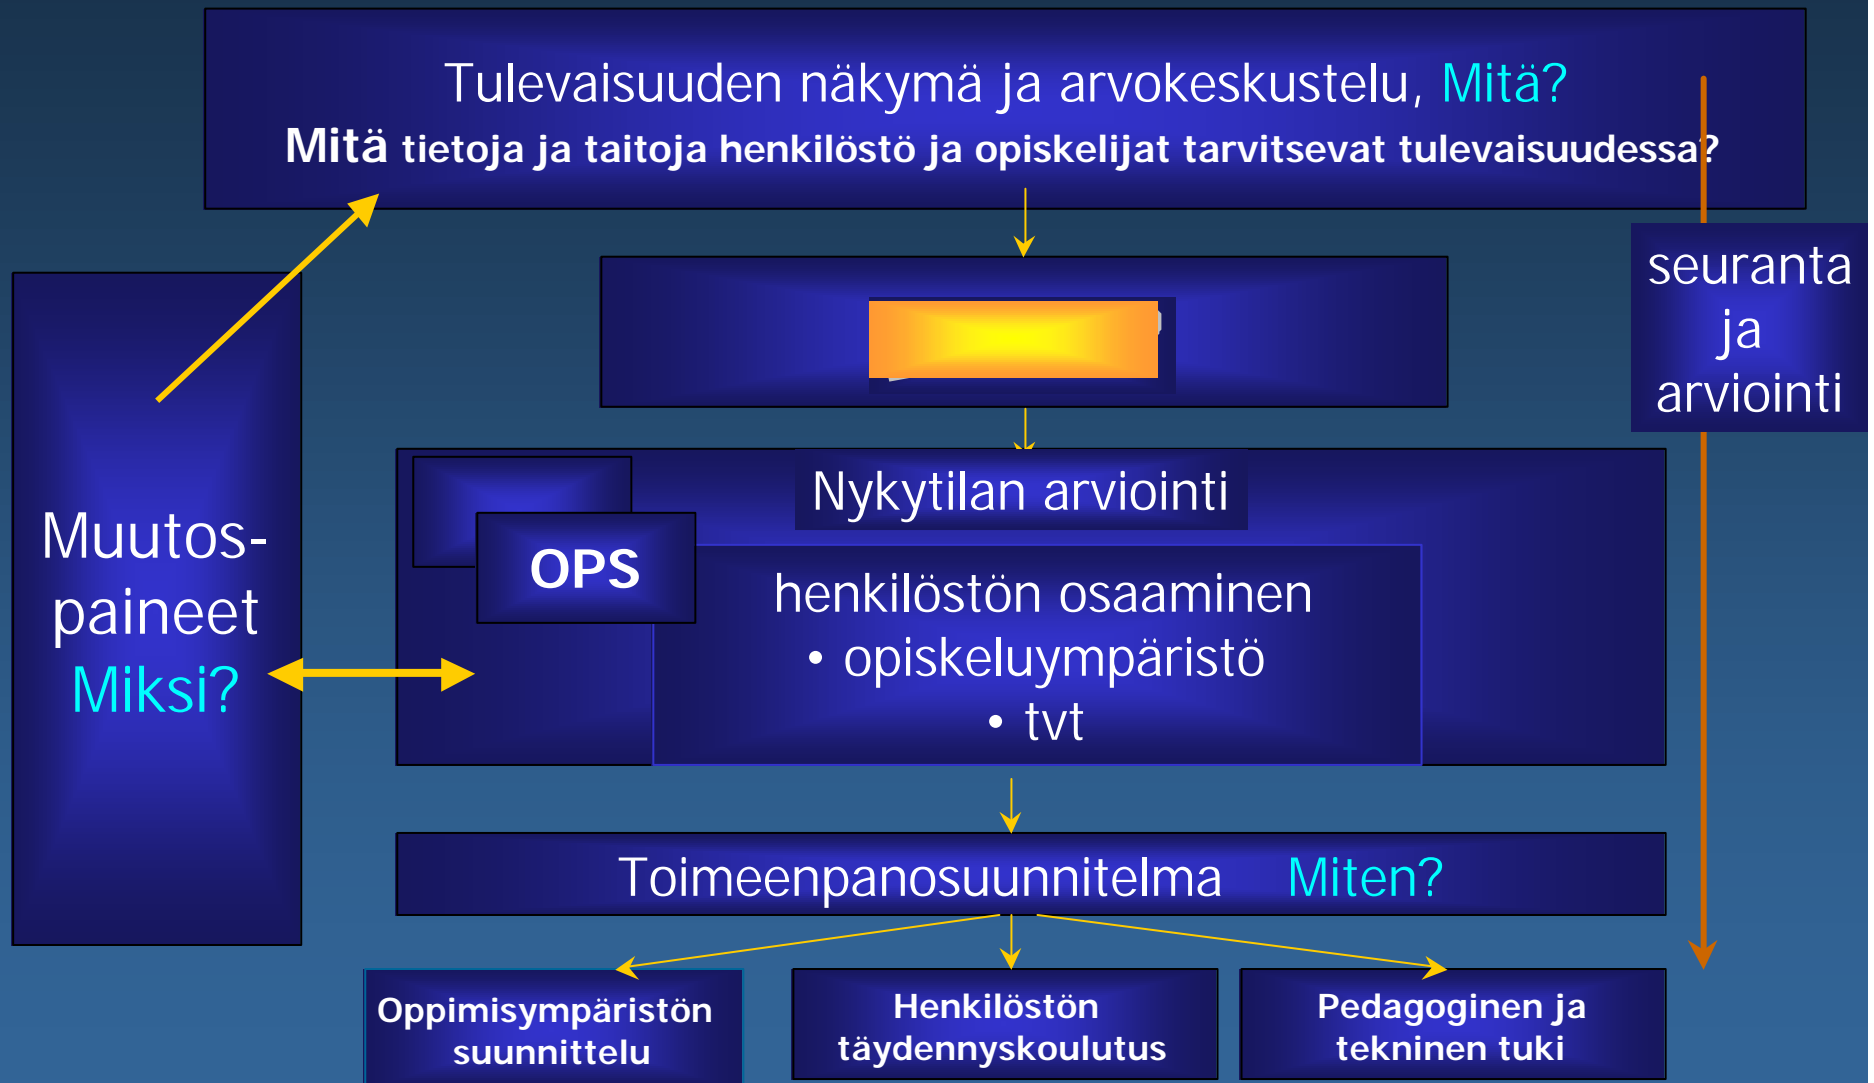 Tulevaisuuden näkymä ja arvokeskustelu, Mitä?
Mitä tietoja ja taitoja henkilöstö ja opiskelijat tarvitsevat tulevaisuudessa?
seuranta
ja
arviointi
Muutos-
paineet
Miksi?
Nykytilan arviointi
OPS
henkilöstön osaaminen
• opiskeluympäristö
• tvt
Toimeenpanosuunnitelma Miten?
Oppimisympäristön
suunnittelu
Henkilöstön
täydennyskoulutus
Pedagoginen ja
tekninen tuki